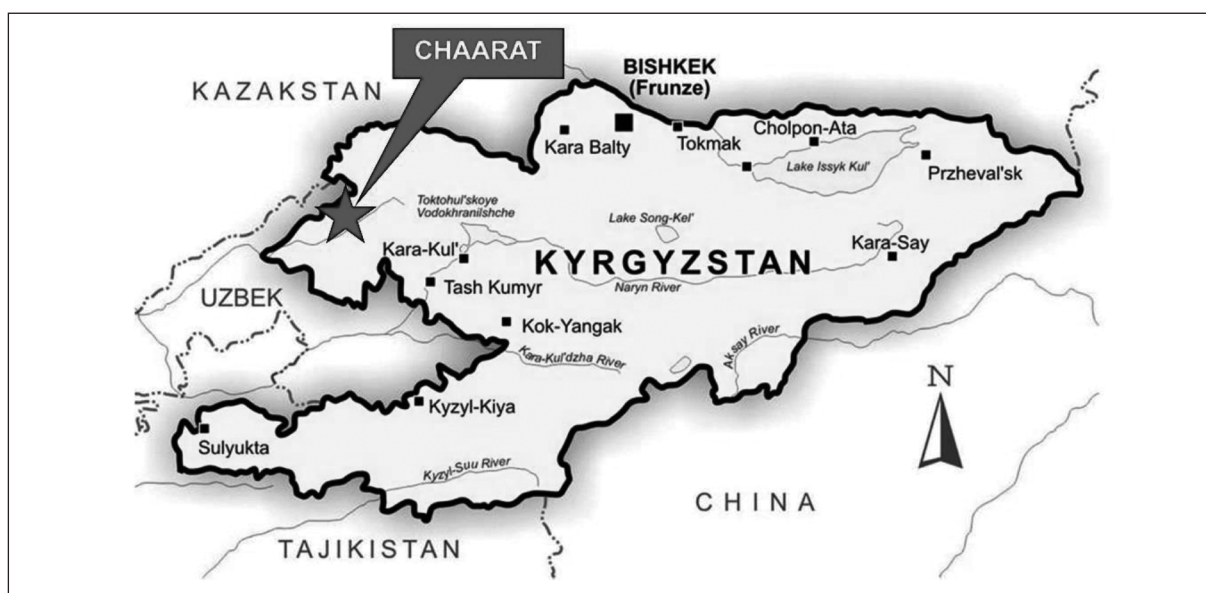 CHAARAT
KAZAKSTAN
BISHKEK
(Frunze)
Kara Balty
Tokmak
Cholpon-Ata
Lake Issyk Kul'
Przheval'sk
Toktohul'skoye
Vodokhranilshche
Lake Song-Kel'
Kara-Kul'
KYRGYZSTAN
Kara-Say
UZBEK
Tash Kumyr
Naryn River
Kok-Yangak
Kara-Kul'dzha River
Aksay River
N
Kyzyl-Kiya
Sulyukta
Kyzyl-Suu River
CHINA
TAJIKISTAN